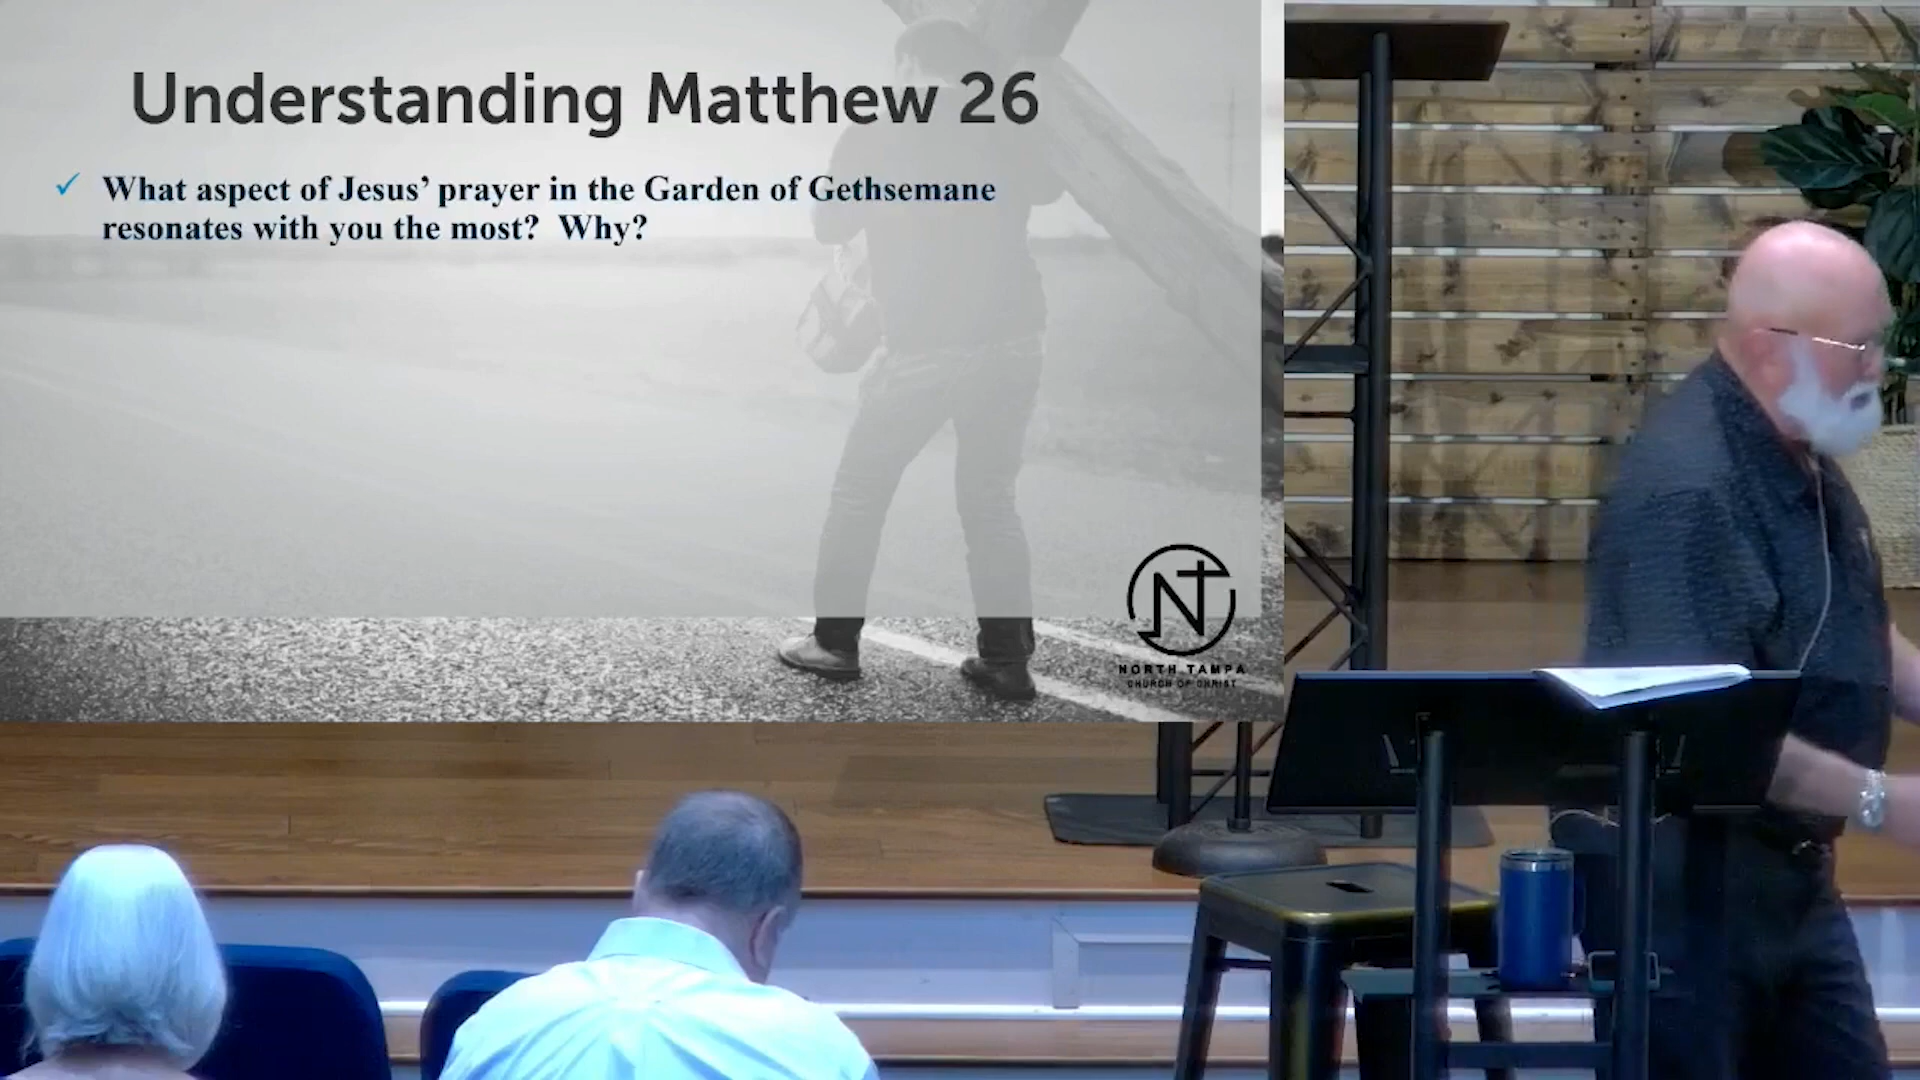 Understanding Matthew 26
✓ What aspect of Jesus’ prayer in the Garden of Gethsemane
resonates with you the most?  Why?
NT
NORTH TAMPA
CHURCH OF CHRIST